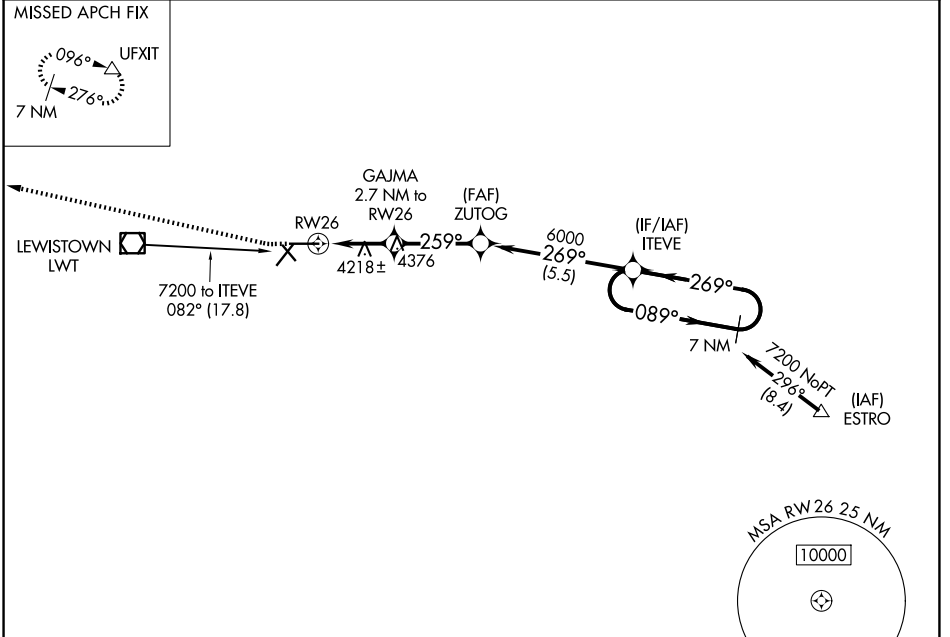 MISSED APCH FIX
096°
UFXIT
276°
7 NM
GAJMA
2.7 NM to
RW26
(FAF)
ZUTOG
(IF/IAF)
ITEVE
RW26
LEWISTOWN
LWT
259°
6000
269°
(5.5)
4218±
4376
269°
089°
7200 to ITEVE
082° (17.8)
7 NM
7200 NoPT
296°
(8.4)
(IAF)
ESTRO
MSA RW26 25 NM
10000